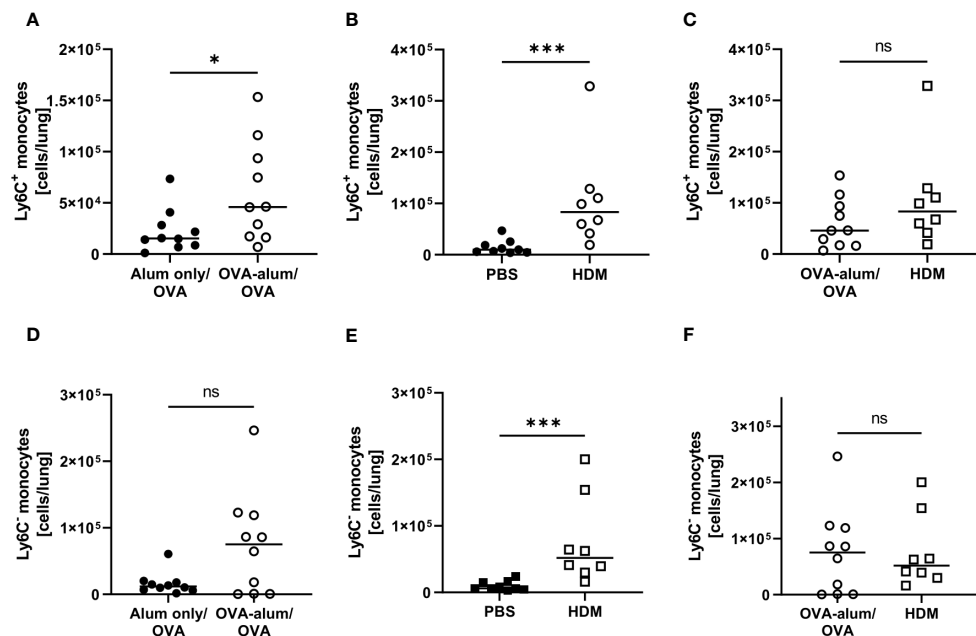 A
Ly6C⁺ monocytes
[cells/lung]
2×10⁵
1.5×10⁵
1×10⁵
5×10⁴
0
*
Alum only/
OVA
OVA-alum/
OVA
B
Ly6C⁺ monocytes
[cells/lung]
4×10⁵
3×10⁵
2×10⁵
1×10⁵
0
***
PBS
HDM
C
Ly6C⁺ monocytes
[cells/lung]
4×10⁵
3×10⁵
2×10⁵
1×10⁵
0
ns
OVA-alum/
OVA
HDM
D
Ly6C⁻ monocytes
[cells/lung]
3×10⁵
2×10⁵
1×10⁵
0
ns
Alum only/
OVA
OVA-alum/
OVA
E
Ly6C⁻ monocytes
[cells/lung]
3×10⁵
2×10⁵
1×10⁵
0
***
PBS
HDM
F
Ly6C⁻ monocytes
[cells/lung]
3×10⁵
2×10⁵
1×10⁵
0
ns
OVA-alum/
OVA
HDM